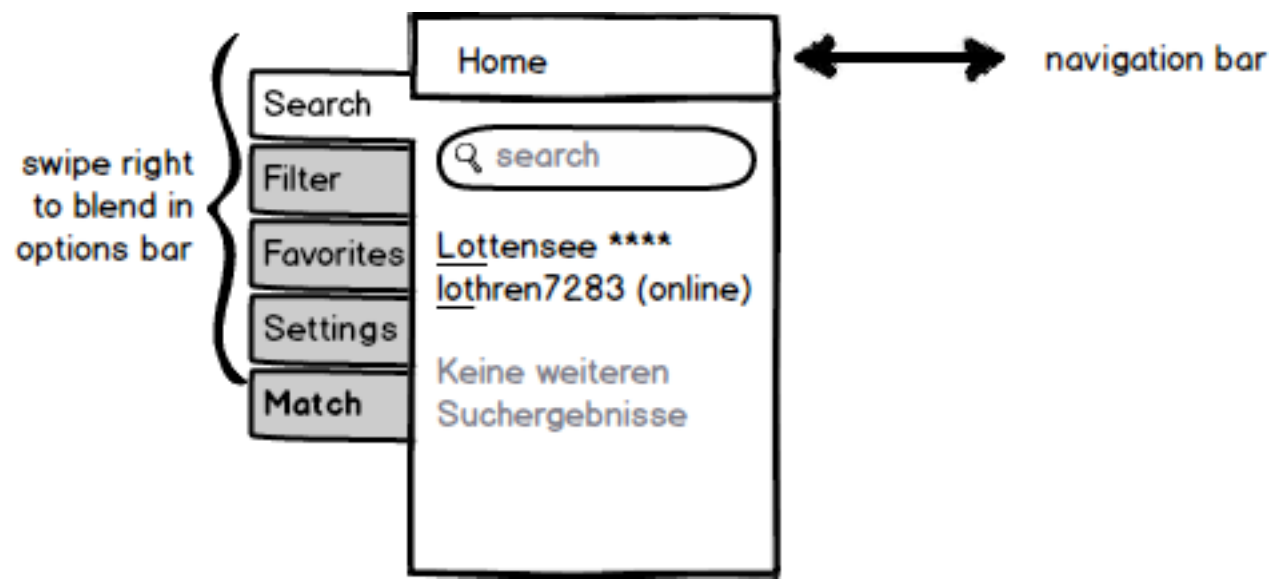 Home
navigation bar
Search
Filter
Favorites
Settings
Match
swipe right
to blend in
options bar
search
Lottensee ****
lothren7283 (online)
Keine weiteren
Suchergebnisse